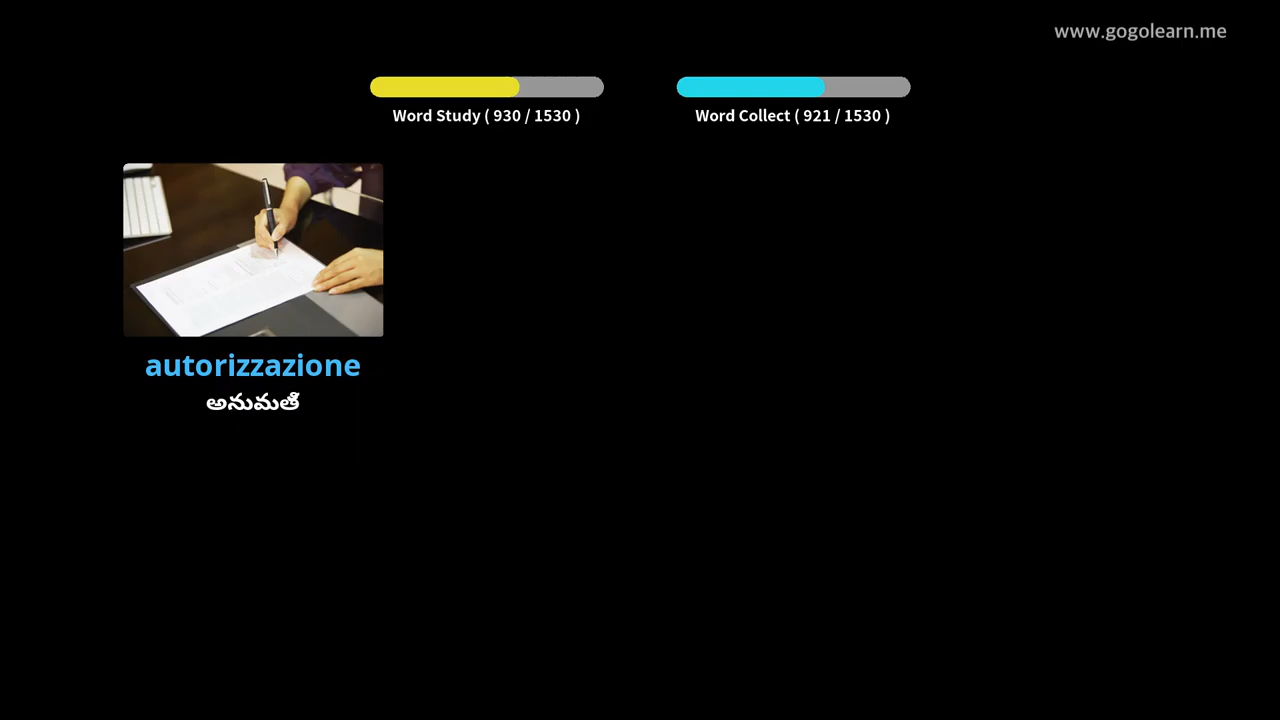 www.gogolearn.me
Word Study ( 930 / 1530 )
Word Collect ( 921 / 1530 )
autorizzazione
అనుమతి